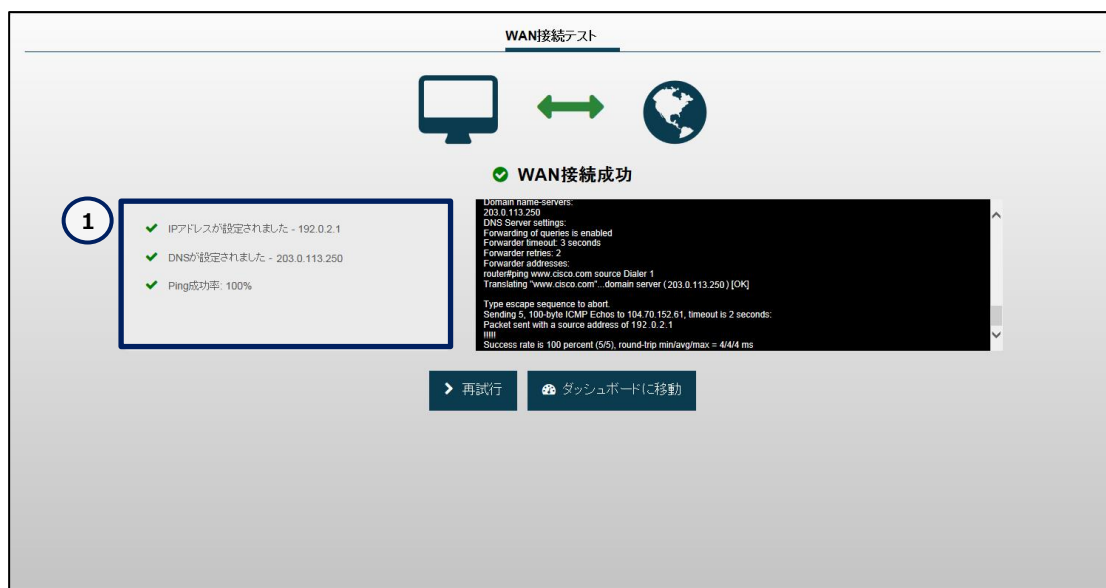 WAN接続テスト
WAN接続成功
1
IPアドレスが設定されました - 192.0.2.1
DNSが設定されました - 203.0.113.250
Ping成功率: 100%
Domain name-servers:
203.0.113.250
DNS Server settings:
Forwarding of queries is enabled
Forwarder timeout: 3 seconds
Forwarder retries: 2
Forwarder addresses:
router#ping www.cisco.com source Dialer 1
Translating "www.cisco.com"...domain server (203.0.113.250) [OK]
Type escape sequence to abort.
Sending 5, 100-byte ICMP Echos to 104.70.152.61, timeout is 2 seconds:
Packet sent with a source address of 192.0.2.1
!!!!!
Success rate is 100 percent (5/5), round-trip min/avg/max = 4/4/4 ms
再試行
ダッシュボードに移動